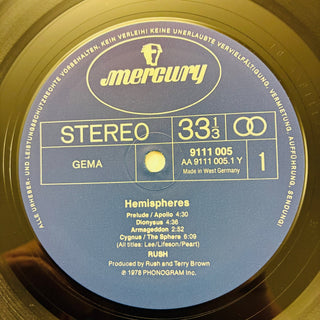 ALLE URHEBER- UND LEISTUNGSSCHUTZRECHTE VORBEHALTEN. KEINE UNERLAUBTE VERVIELFÄLTIGUNG, VERMIETUNG, AUFFÜHRUNG, SENDUNG!
mercury
STEREO
33 1/3
GEMA
9111 005
AA 9111 005.1 Y
Made in West Germany
1
Hemispheres
Prelude / Apollo 4:30
Dionysus 4:36
Armageddon 2:52
Cygnus / The Sphere 6:09
(All titles: Lee/Lifeson/Peart)
RUSH
Produced by Rush and Terry Brown
℗ 1978 PHONOGRAM Inc.